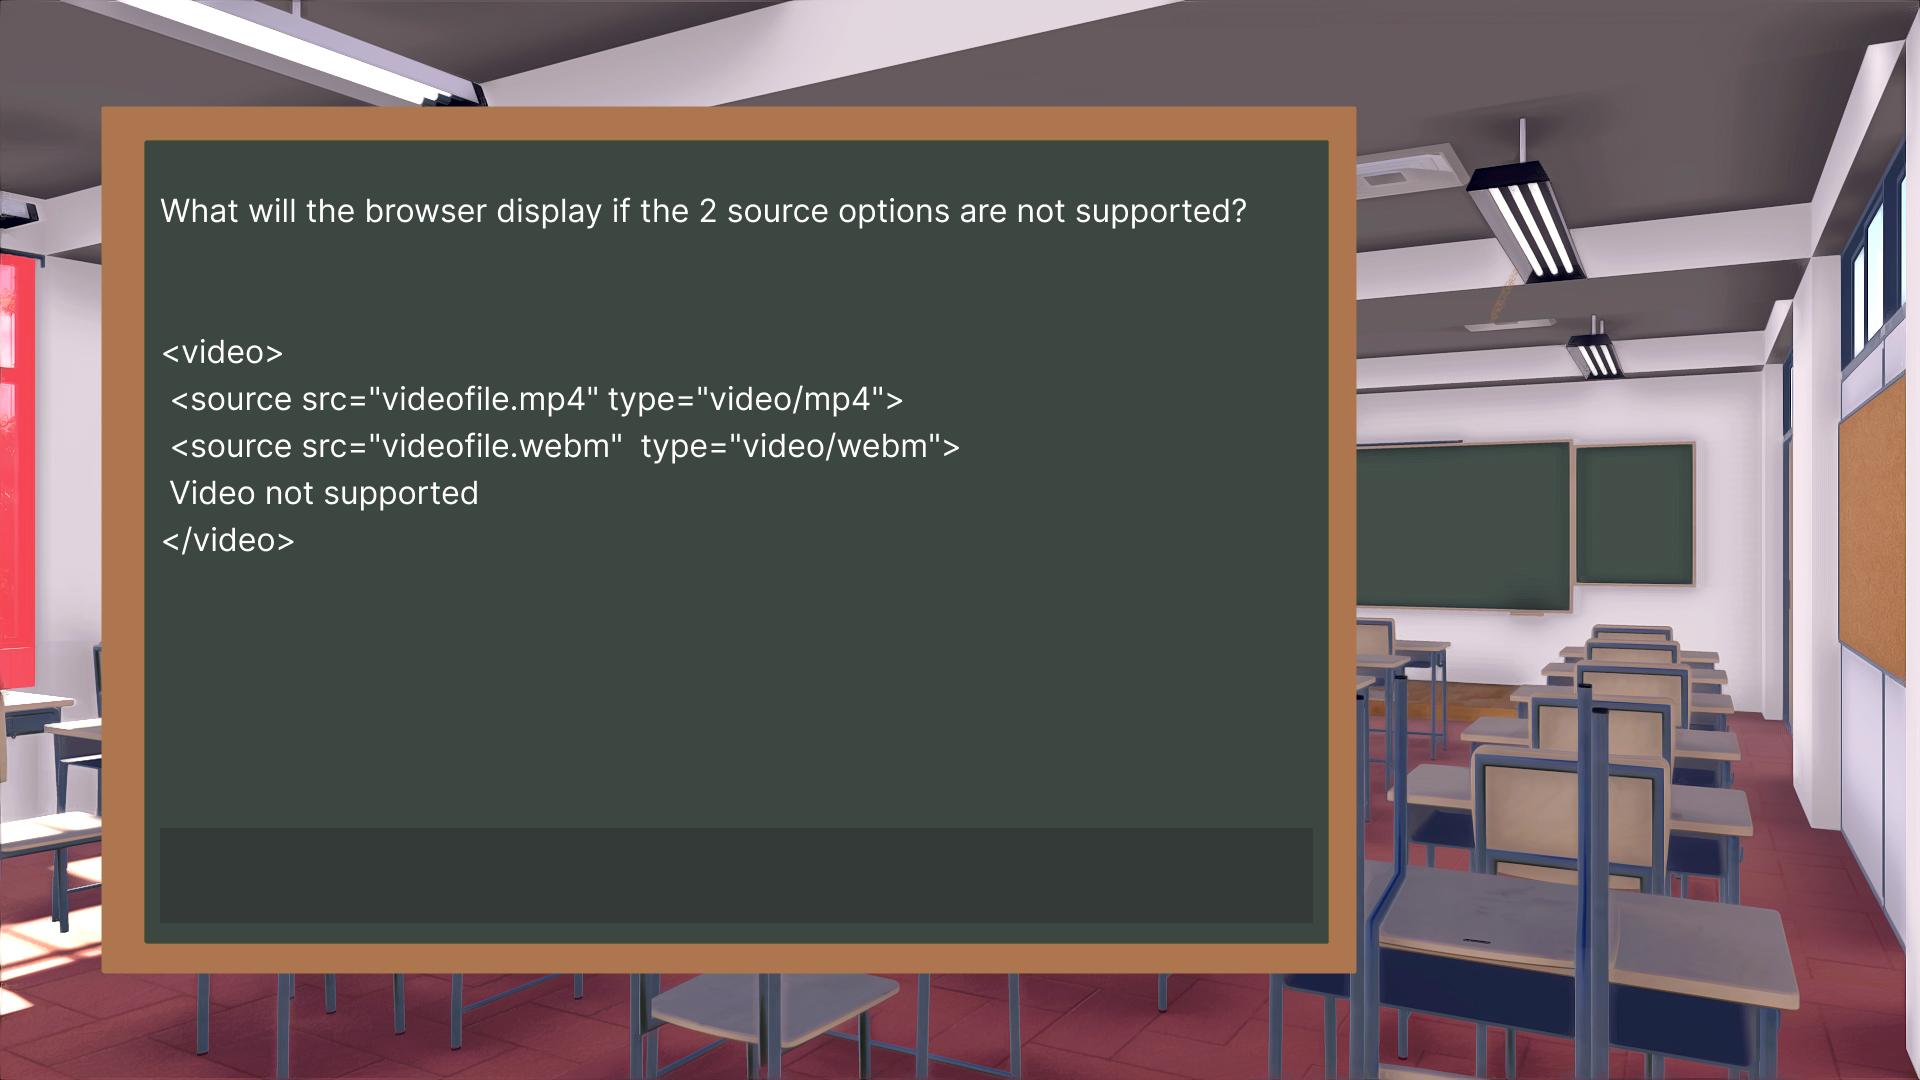 What will the browser display if the 2 source options are not supported?
<video>
<source src="videofile.mp4" type="video/mp4">
<source src="videofile.webm" type="video/webm">
Video not supported
</video>